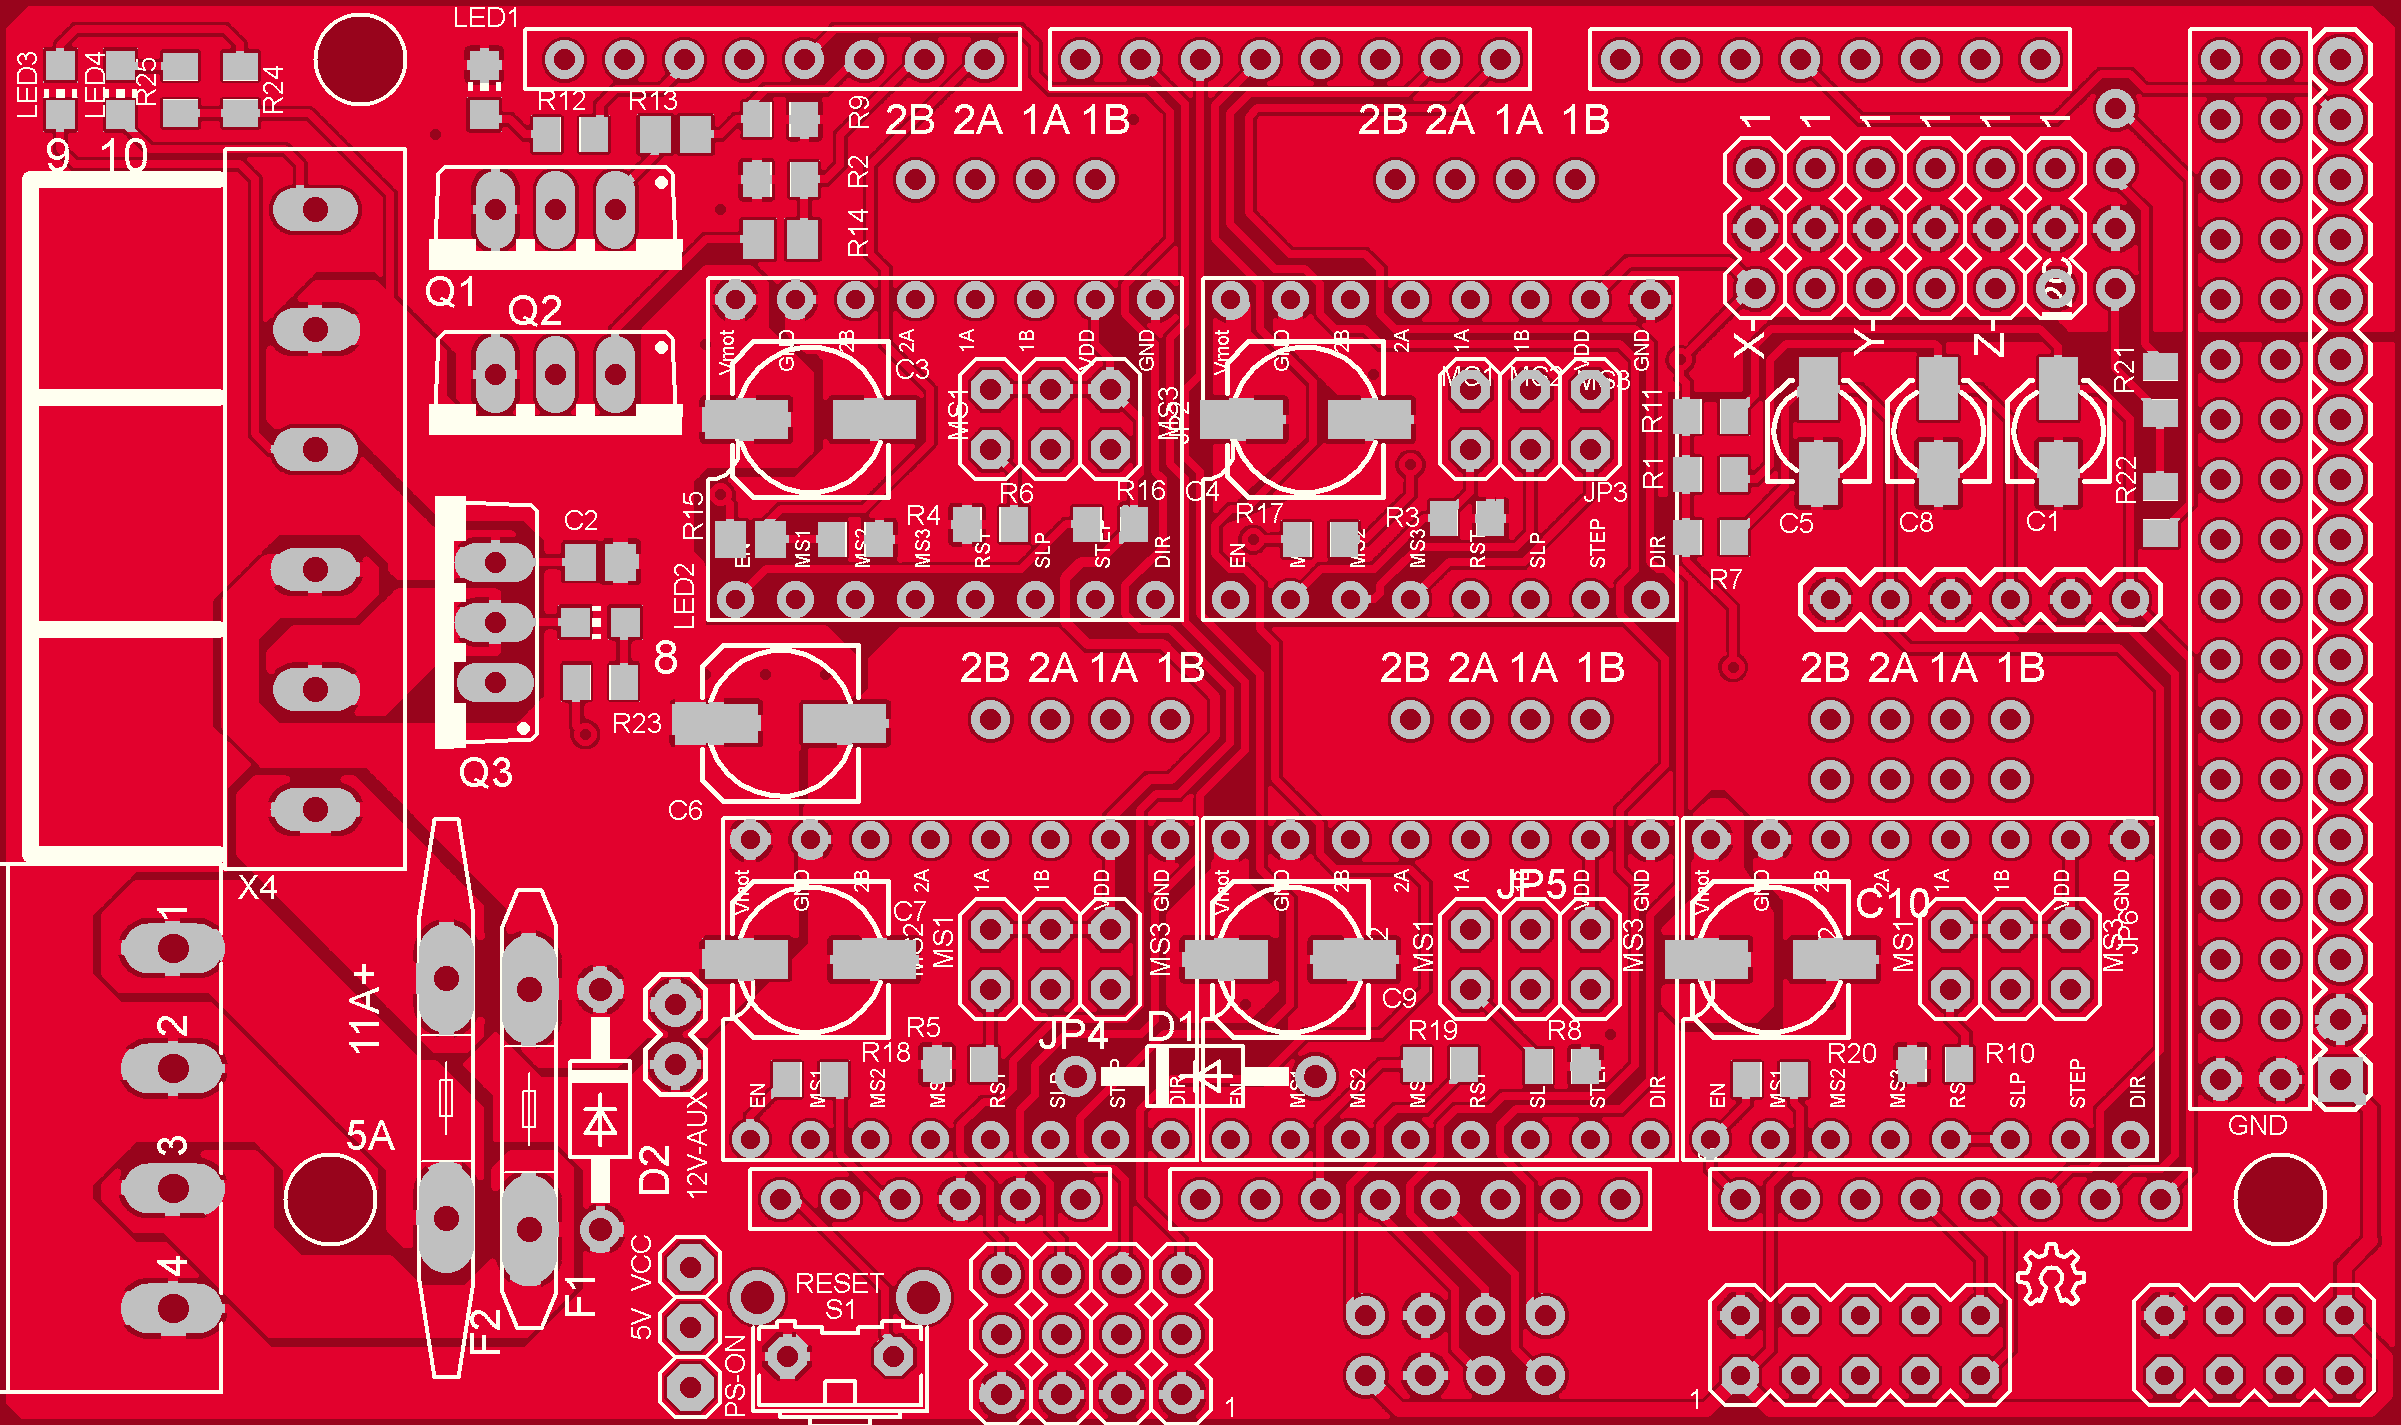 LED1
LED3
LED4
R25
R24
R12
R13
R9
2B 2A 1A 1B
2B 2A 1A 1B
1 1 1 1 1 1
9 10
R2
R14
Q1
Q2
X-
Y-
Z-
Vmot GND 2B 2A 1A 1B VDD GND
Vmot GND 2B 2A 1A 1B VDD GND
C3
MS1
MS3
MS1 MS2 MS3
R11
R21
R1
R22
R15
R6
R16
C4
JP3
R4
R17
R3
C2
C5
C8
C1
EN MS1 MS2 MS3 RST SLP STEP DIR
EN MS2 MS3 RST SLP STEP DIR
R7
LED2
8
2B 2A 1A 1B
2B 2A 1A 1B
2B 2A 1A 1B
R23
Q3
C6
X4
Vmot GND 2B 2A 1A 1B VDD GND
Vmot GND 2B 2A 1A 1B VDD GND
Vmot GND 2B 2A 1A 1B VDD GND
C7
JP5
C10
MS2
MS1
MS3
MS1
MS3
MS1
MS3
JP6
1
2
3
4
11A+
5A
C9
R5
R18
JP4
D1
R19
R8
R20
R10
EN MS1 MS2 RST DIR
EN MS1 MS2 RST STEP DIR
EN MS1 MS2 MS3 RST SLP STEP DIR
12V-AUX
D2
GND
F1
F2
5V VCC
PS-ON
RESET
S1
1
1